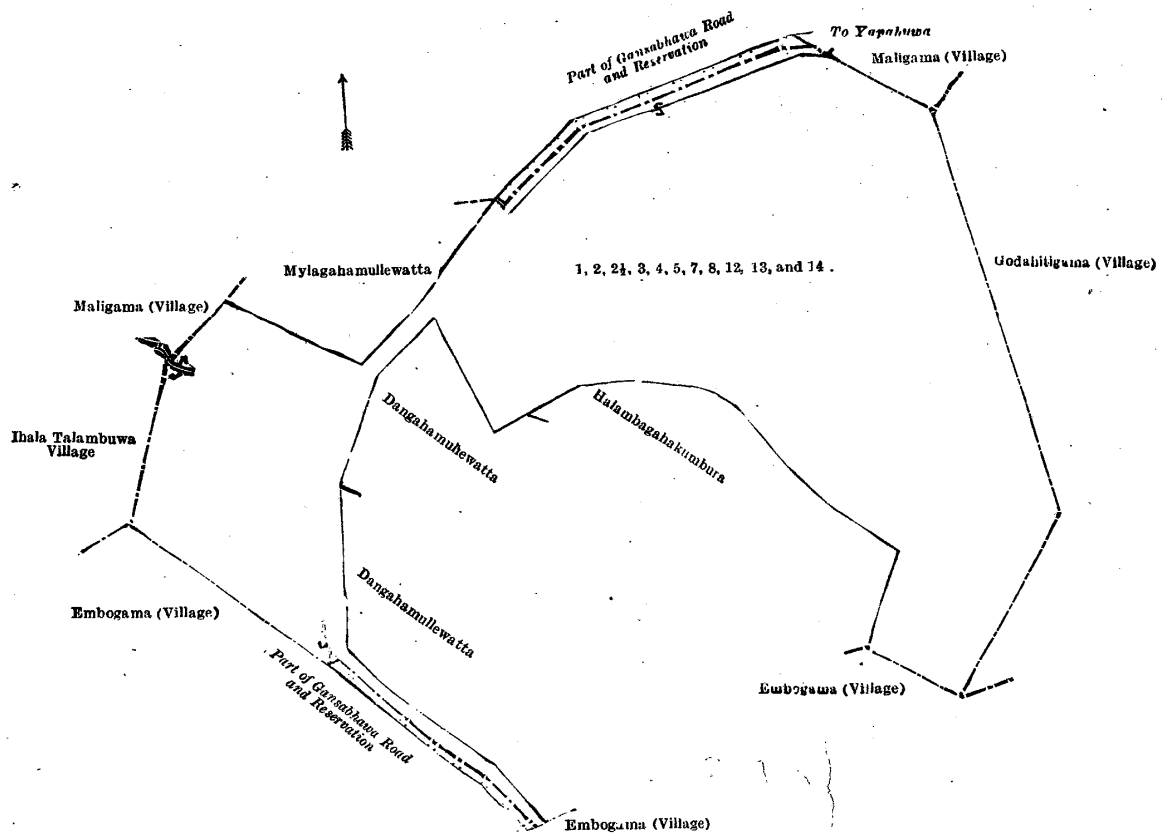 Part of Gansabhawa Road
and Reservation
To Yapahuwa
Maligama (Village)
S
Mylagahamullewatta
1, 2, 2½, 3, 4, 5, 7, 8, 12, 13, and 14.
Godahitigama (Village)
Maligama (Village)
Dangahamullewatta
Halambagahakumbura
Ihala Talambuwa
Village
Dangahamullewatta
Embogama (Village)
Part of Gansabhawa Road
and Reservation
Embogama (Village)
Embogama (Village)